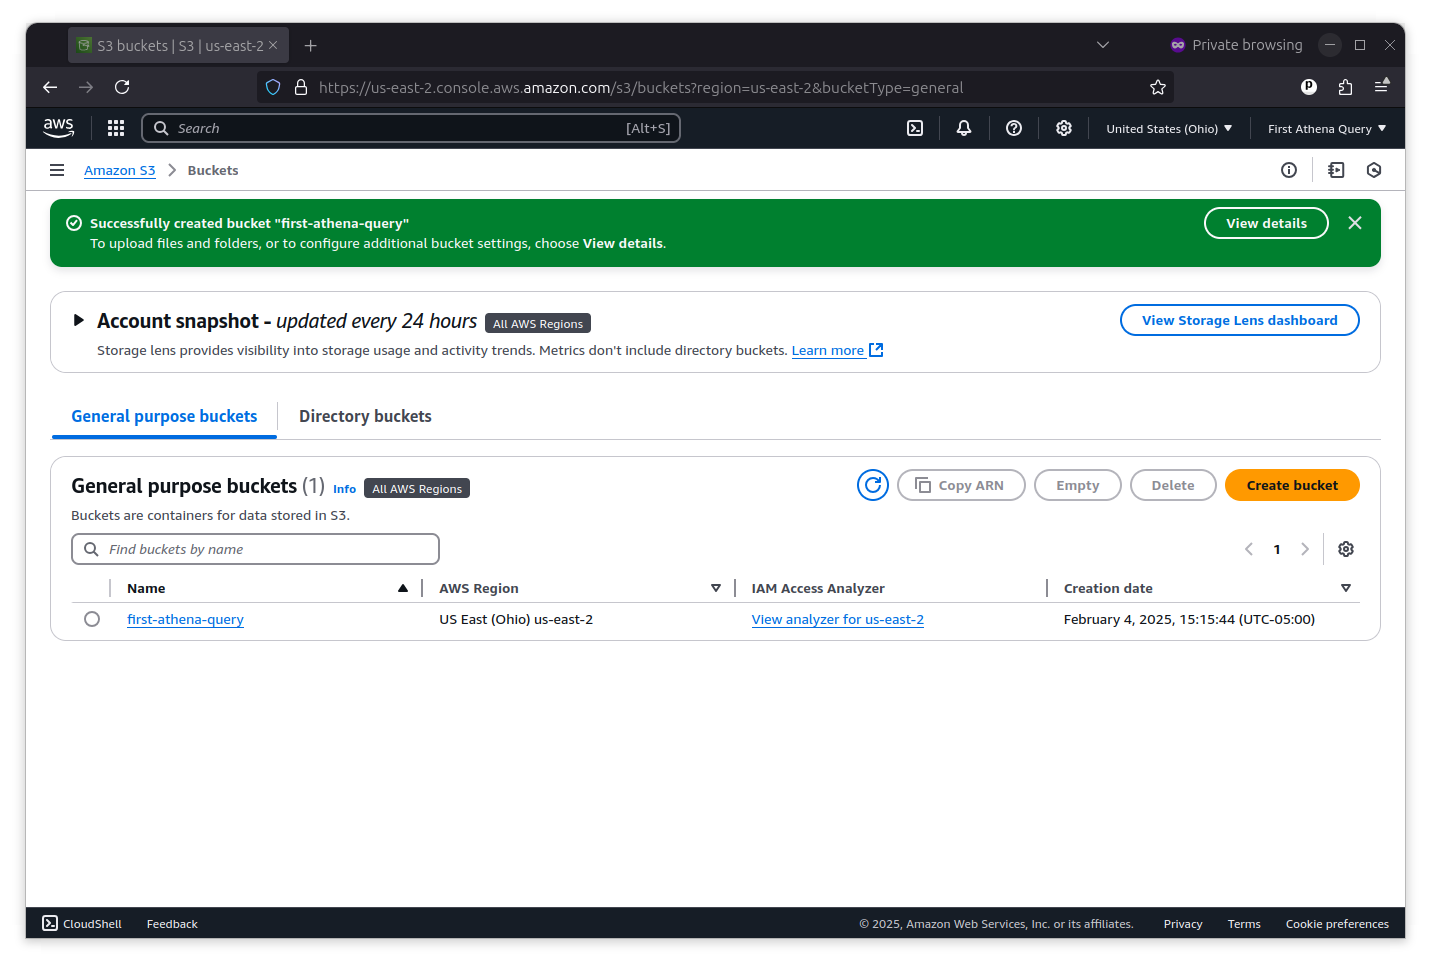 S3 buckets | S3 | us-east-2
Private browsing
https://us-east-2.console.aws.amazon.com/s3/buckets?region=us-east-2&bucketType=general
aws
Search
[Alt+S]
United States (Ohio)
First Athena Query
Amazon S3
Buckets
Successfully created bucket "first-athena-query"
To upload files and folders, or to configure additional bucket settings, choose View details.
View details
Account snapshot - updated every 24 hours
All AWS Regions
View Storage Lens dashboard
Storage lens provides visibility into storage usage and activity trends. Metrics don't include directory buckets. Learn more
General purpose buckets
Directory buckets
General purpose buckets (1)
Info
All AWS Regions
Copy ARN
Empty
Delete
Create bucket
Buckets are containers for data stored in S3.
Find buckets by name
1
Name
AWS Region
IAM Access Analyzer
Creation date
first-athena-query
US East (Ohio) us-east-2
View analyzer for us-east-2
February 4, 2025, 15:15:44 (UTC-05:00)
CloudShell
Feedback
© 2025, Amazon Web Services, Inc. or its affiliates.
Privacy
Terms
Cookie preferences